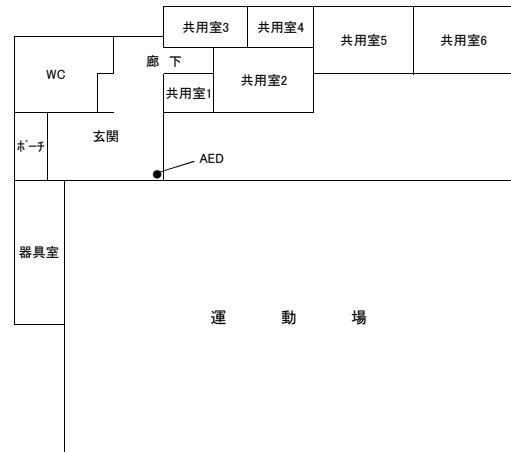 共用室3
共用室4
共用室5
共用室6
WC
廊 下
共用室1
共用室2
ﾎﾟｰﾁ
玄関
AED
器具室
運 動 場